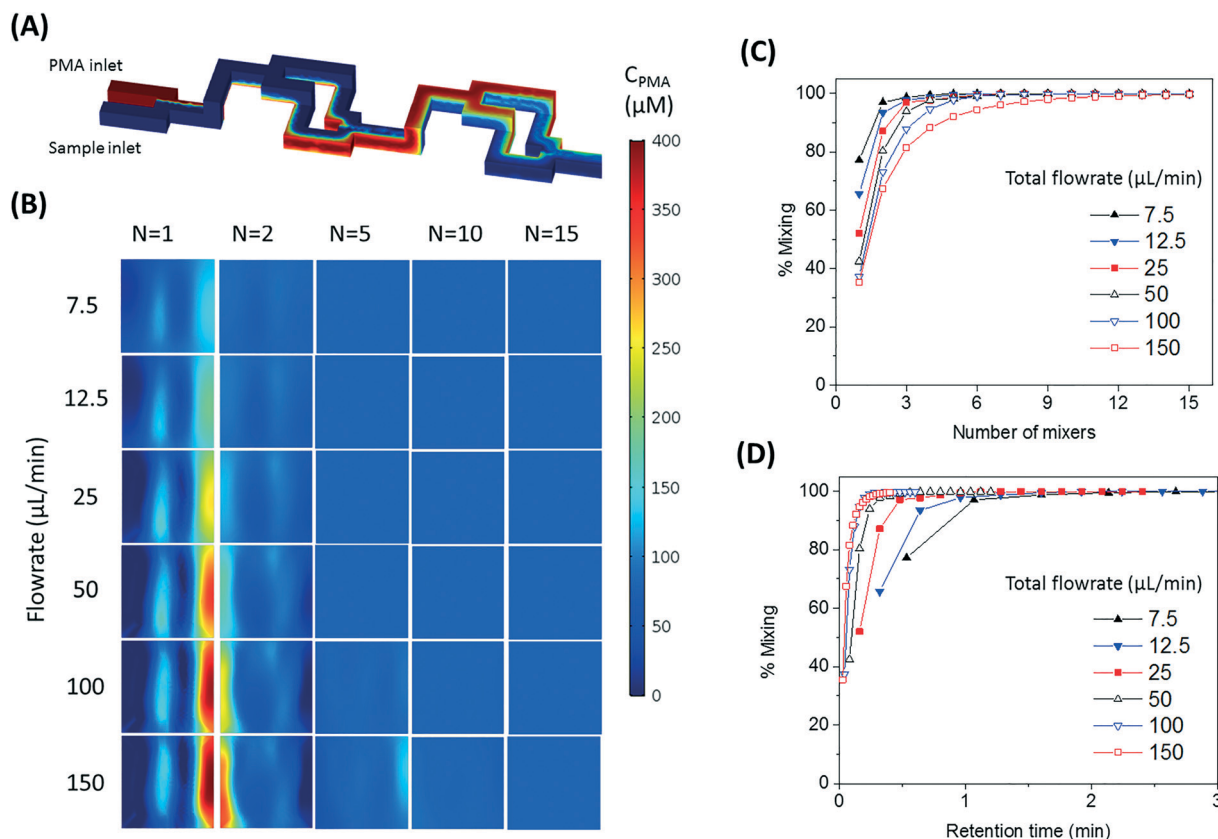 (A)
PMA inlet
Sample inlet
C_PMA
(µM)
400
350
300
250
200
150
100
50
0
(B)
N=1 N=2 N=5 N=10 N=15
Flowrate (µL/min)
7.5
12.5
25
50
100
150
(C)
% Mixing
100
80
60
40
20
0
Total flowrate (µL/min)
7.5
12.5
25
50
100
150
0 3 6 9 12 15
Number of mixers
(D)
% Mixing
100
80
60
40
20
0
Total flowrate (µL/min)
7.5
12.5
25
50
100
150
0 1 2 3
Retention time (min)